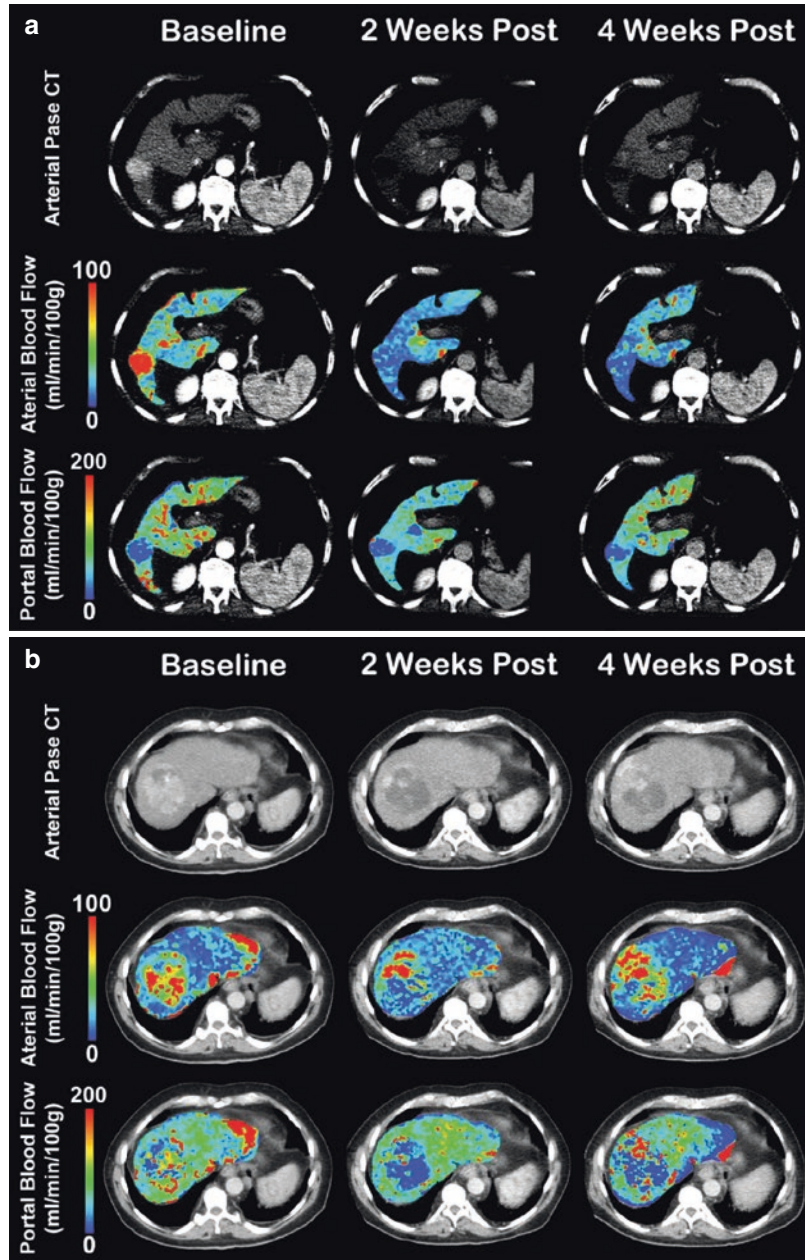 a
Baseline 2 Weeks Post 4 Weeks Post
Arterial Pase CT
Aterial Blood Flow
(ml/min/100g)
100
0
Portal Blood Flow
(ml/min/100g)
200
0
b
Baseline 2 Weeks Post 4 Weeks Post
Arterial Pase CT
Aterial Blood Flow
(ml/min/100g)
100
0
Portal Blood Flow
(ml/min/100g)
200
0